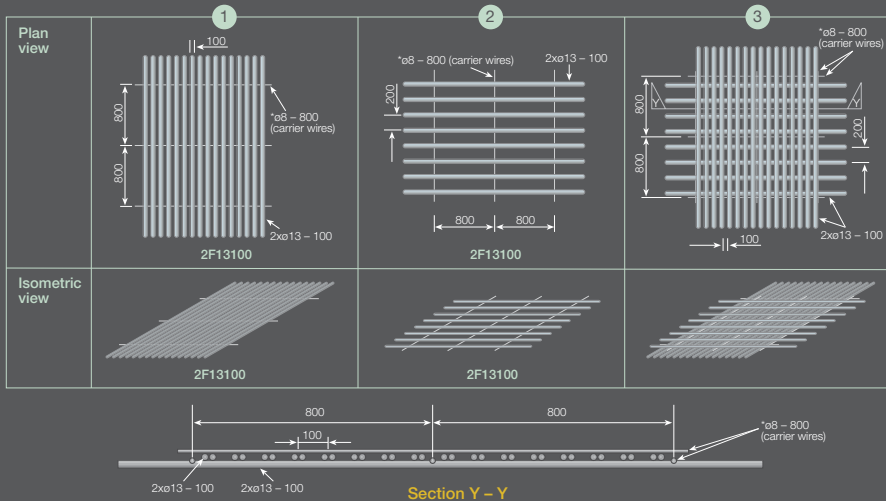 1
2
3
Plan
view
100
800
800
*ø8 – 800
(carrier wires)
2xø13 – 100
2F13100
*ø8 – 800 (carrier wires)
2xø13 – 100
200
800
800
2F13100
*ø8 – 800
(carrier wires)
800
800
Y
Y
200
100
2xø13 – 100
Isometric
view
2F13100
2F13100
800
800
100
*ø8 – 800
(carrier wires)
2xø13 – 100
2xø13 – 100
Section Y – Y